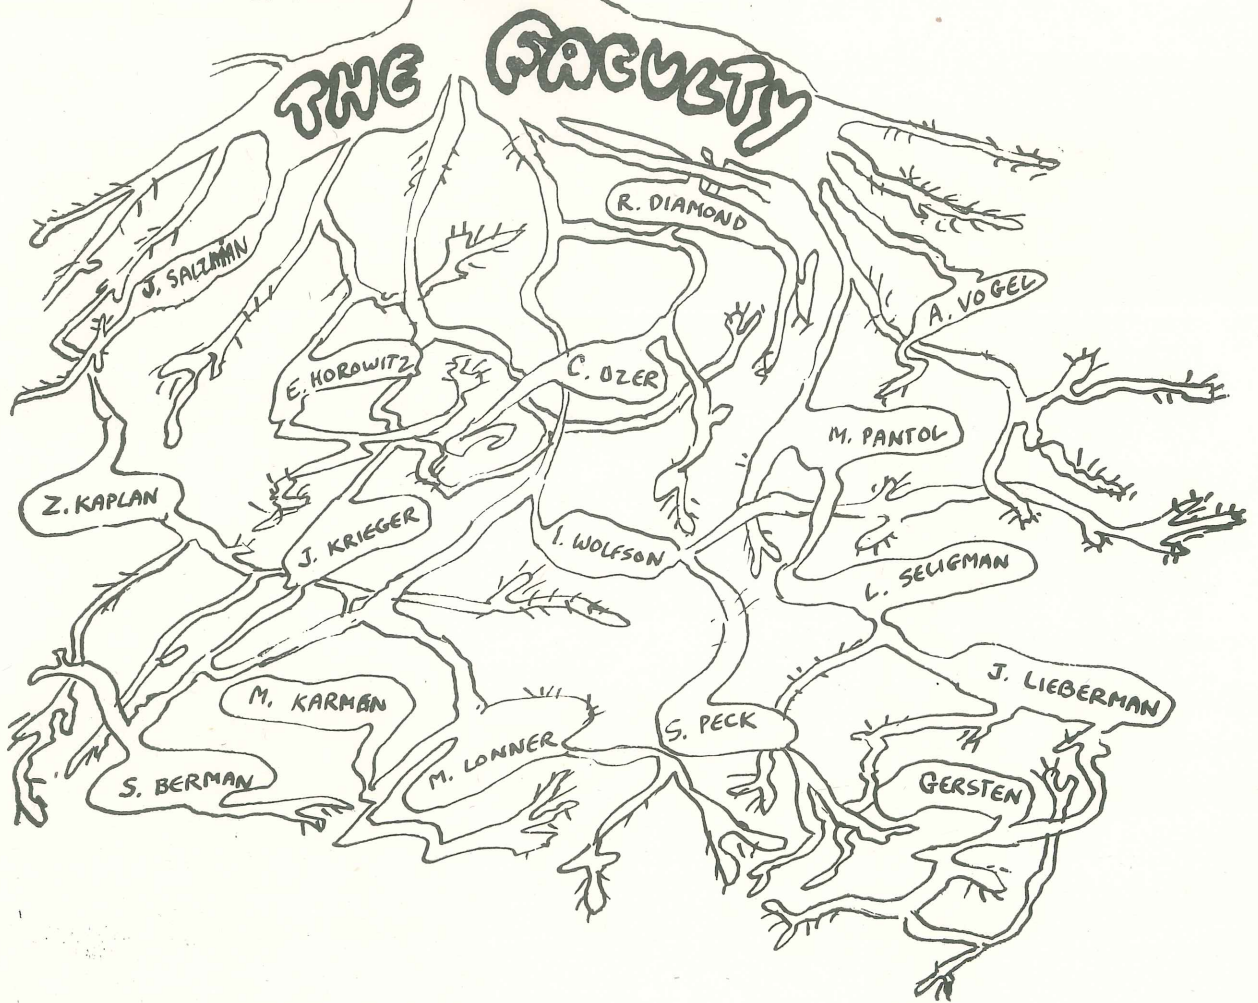 THE FACULTY
R. DIAMOND
J. SALZMAN
A. VOGEL
E. HOROWITZ
C. OZER
M. PANTOL
Z. KAPLAN
J. KRIEGER
I. WOLFSON
L. SELIGMAN
M. KARMAN
J. LIEBERMAN
S. PECK
M. LONNER
S. BERMAN
GERSTEN